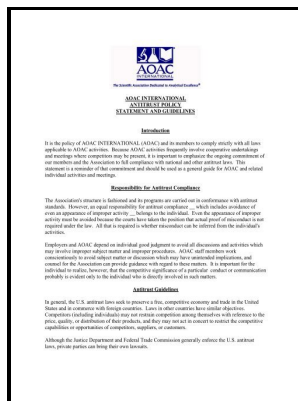 AOAC
INTERNATIONAL
The Scientific Association Dedicated to Analytical Excellence®
AOAC INTERNATIONAL
ANTITRUST POLICY
STATEMENT AND GUIDELINES
Introduction
It is the policy of AOAC INTERNATIONAL (AOAC) and its members to comply strictly with all laws
applicable to AOAC activities. Because AOAC activities frequently involve cooperative undertakings
and meetings where competitors may be present, it is important to emphasize the ongoing commitment of
our members and the Association to full compliance with national and other antitrust laws. This
statement is a reminder of that commitment and should be used as a general guide for AOAC and related
individual activities and meetings.
Responsibility for Antitrust Compliance
The Association's structure is fashioned and its programs are carried out in conformance with antitrust
standards. However, an equal responsibility for antitrust compliance __ which includes avoidance of
even an appearance of improper activity __ belongs to the individual. Even the appearance of improper
activity must be avoided because the courts have taken the position that actual proof of misconduct is not
required under the law. All that is required is whether misconduct can be inferred from the individual's
activities.
Employers and AOAC depend on individual good judgment to avoid all discussions and activities which
may involve improper subject matter and improper procedures. AOAC staff members work
conscientiously to avoid subject matter or discussion which may have unintended implications, and
counsel for the Association can provide guidance with regard to these matters. It is important for the
individual to realize, however, that the competitive significance of a particular conduct or communication
probably is evident only to the individual who is directly involved in such matters.
Antitrust Guidelines
In general, the U.S. antitrust laws seek to preserve a free, competitive economy and trade in the United
States and in commerce with foreign countries. Laws in other countries have similar objectives.
Competitors (including individuals) may not restrain competition among themselves with reference to the
price, quality, or distribution of their products, and they may not act in concert to restrict the competitive
capabilities or opportunities of competitors, suppliers, or customers.
Although the Justice Department and Federal Trade Commission generally enforce the U.S. antitrust
laws, private parties can bring their own lawsuits.